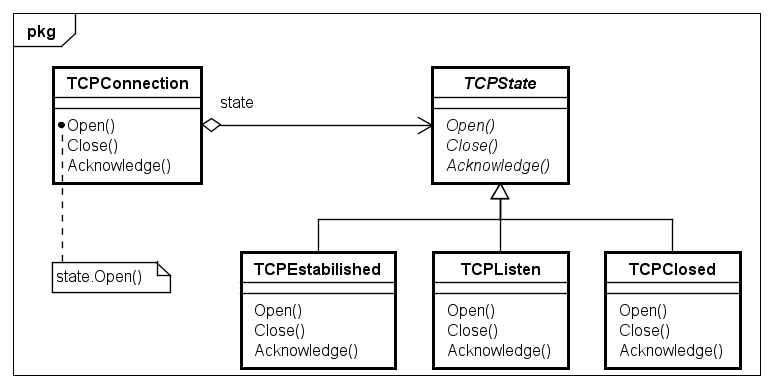 pkg
TCPConnection
Open()
Close()
Acknowledge()
state
TCPState
Open()
Close()
Acknowledge()
state.Open()
TCPEstabilished
Open()
Close()
Acknowledge()
TCPListen
Open()
Close()
Acknowledge()
TCPClosed
Open()
Close()
Acknowledge()